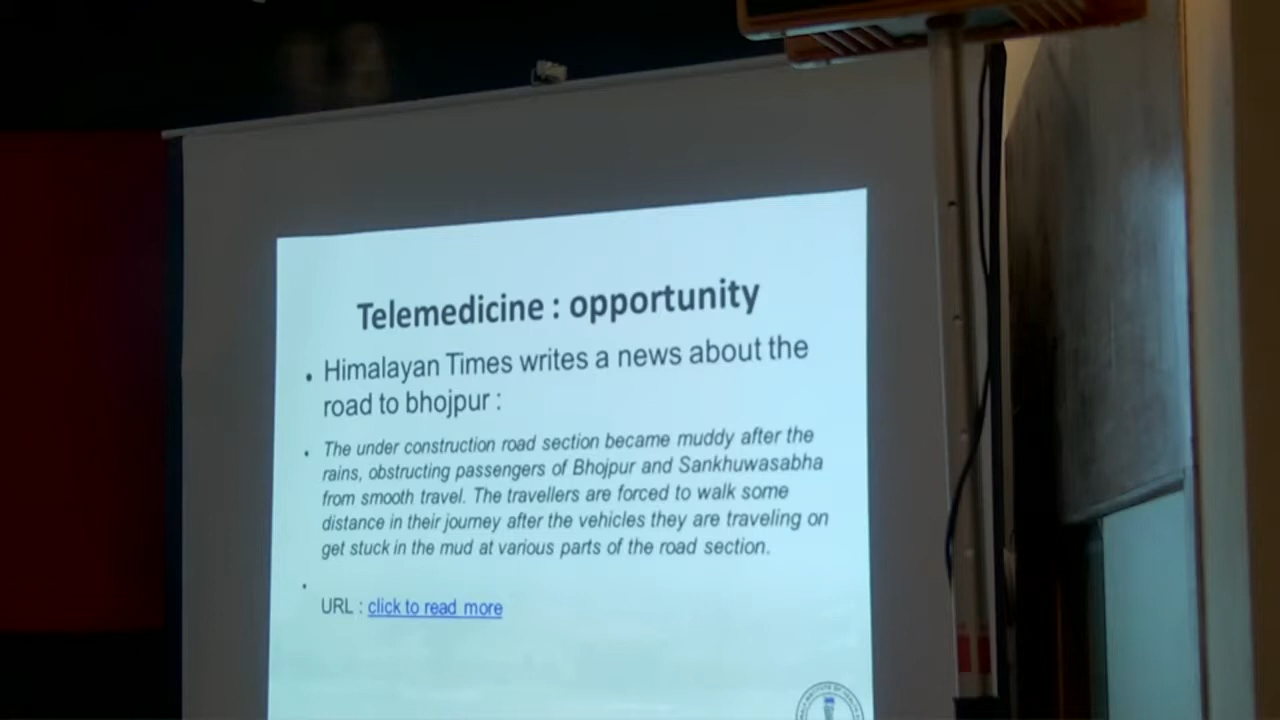 Telemedicine : opportunity
• Himalayan Times writes a news about the
road to bhojpur :
• The under construction road section became muddy after the
rains, obstructing passengers of Bhojpur and Sankhuwasabha
from smooth travel. The travellers are forced to walk some
distance in their journey after the vehicles they are traveling on
get stuck in the mud at various parts of the road section.
•
URL : click to read more